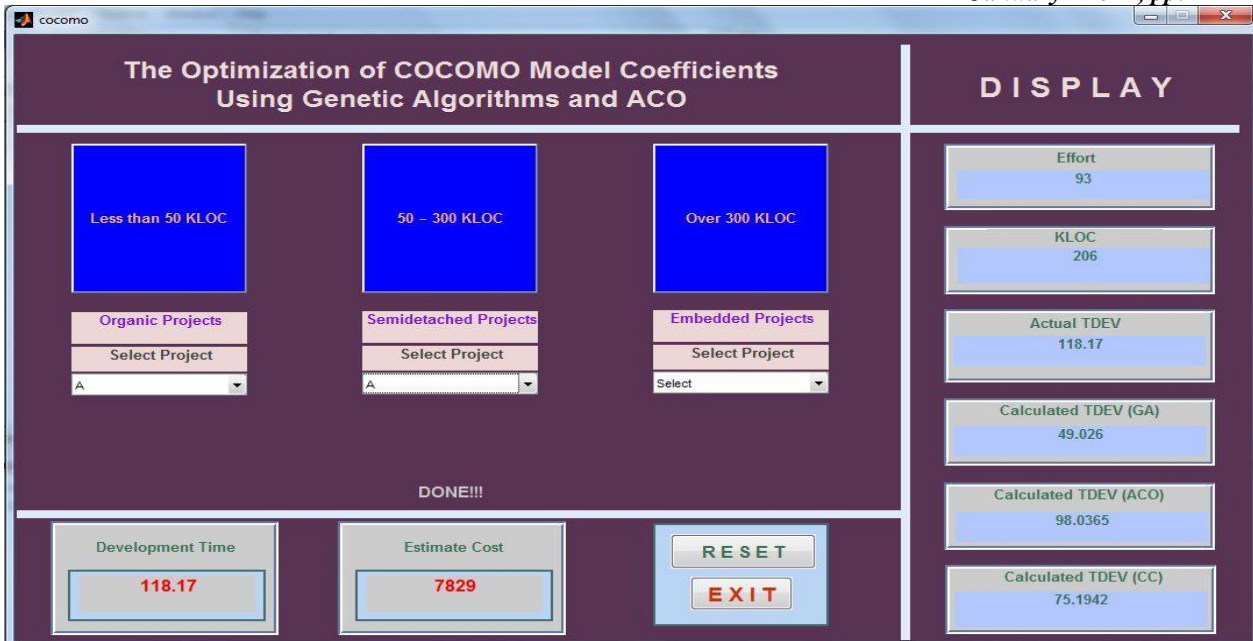 cocomo
The Optimization of COCOMO Model Coefficients
Using Genetic Algorithms and ACO
DISPLAY
Less than 50 KLOC
50 – 300 KLOC
Over 300 KLOC
Organic Projects
Semidetached Projects
Embedded Projects
Select Project
Select Project
Select Project
A
A
Select
DONE!!!
Development Time
118.17
Estimate Cost
7829
RESET
EXIT
Effort
93
KLOC
206
Actual TDEV
118.17
Calculated TDEV (GA)
49.026
Calculated TDEV (ACO)
98.0365
Calculated TDEV (CC)
75.1942